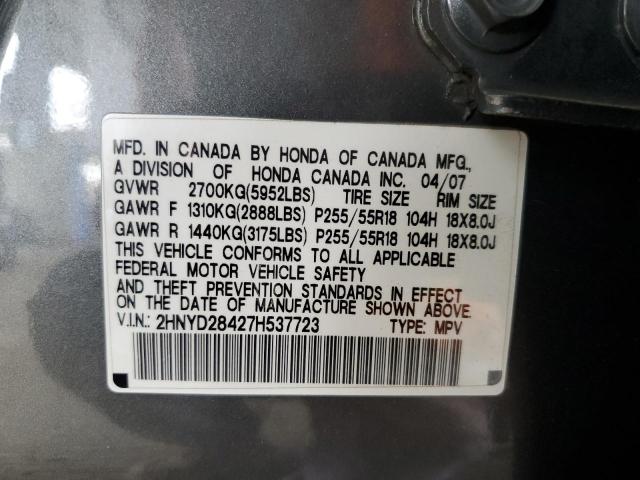 MFD. IN CANADA BY HONDA OF CANADA MFG.,
A DIVISION OF HONDA CANADA INC. 04/07
GVWR 2700KG(5952LBS) TIRE SIZE RIM SIZE
GAWR F 1310KG(2888LBS) P255/55R18 104H 18X8.0J
GAWR R 1440KG(3175LBS) P255/55R18 104H 18X8.0J
THIS VEHICLE CONFORMS TO ALL APPLICABLE
FEDERAL MOTOR VEHICLE SAFETY
AND THEFT PREVENTION STANDARDS IN EFFECT
ON THE DATE OF MANUFACTURE SHOWN ABOVE.
V.I.N.: 2HNYD28427H537723 TYPE: MPV